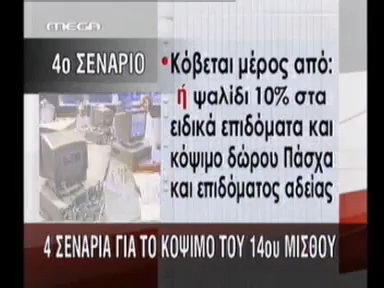 MEGA
4ο ΣΕΝΑΡΙΟ
•Κόβεται μέρος από:
ή ψαλίδι 10% στα
ειδικά επιδόματα και
κόψιμο δώρου Πάσχα
και επιδόματος αδείας
4 ΣΕΝΑΡΙΑ ΓΙΑ ΤΟ ΚΟΨΙΜΟ ΤΟΥ 14ου ΜΙΣΘΟΥ